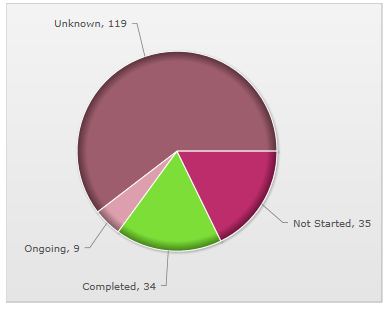 Unknown, 119
Not Started, 35
Ongoing, 9
Completed, 34